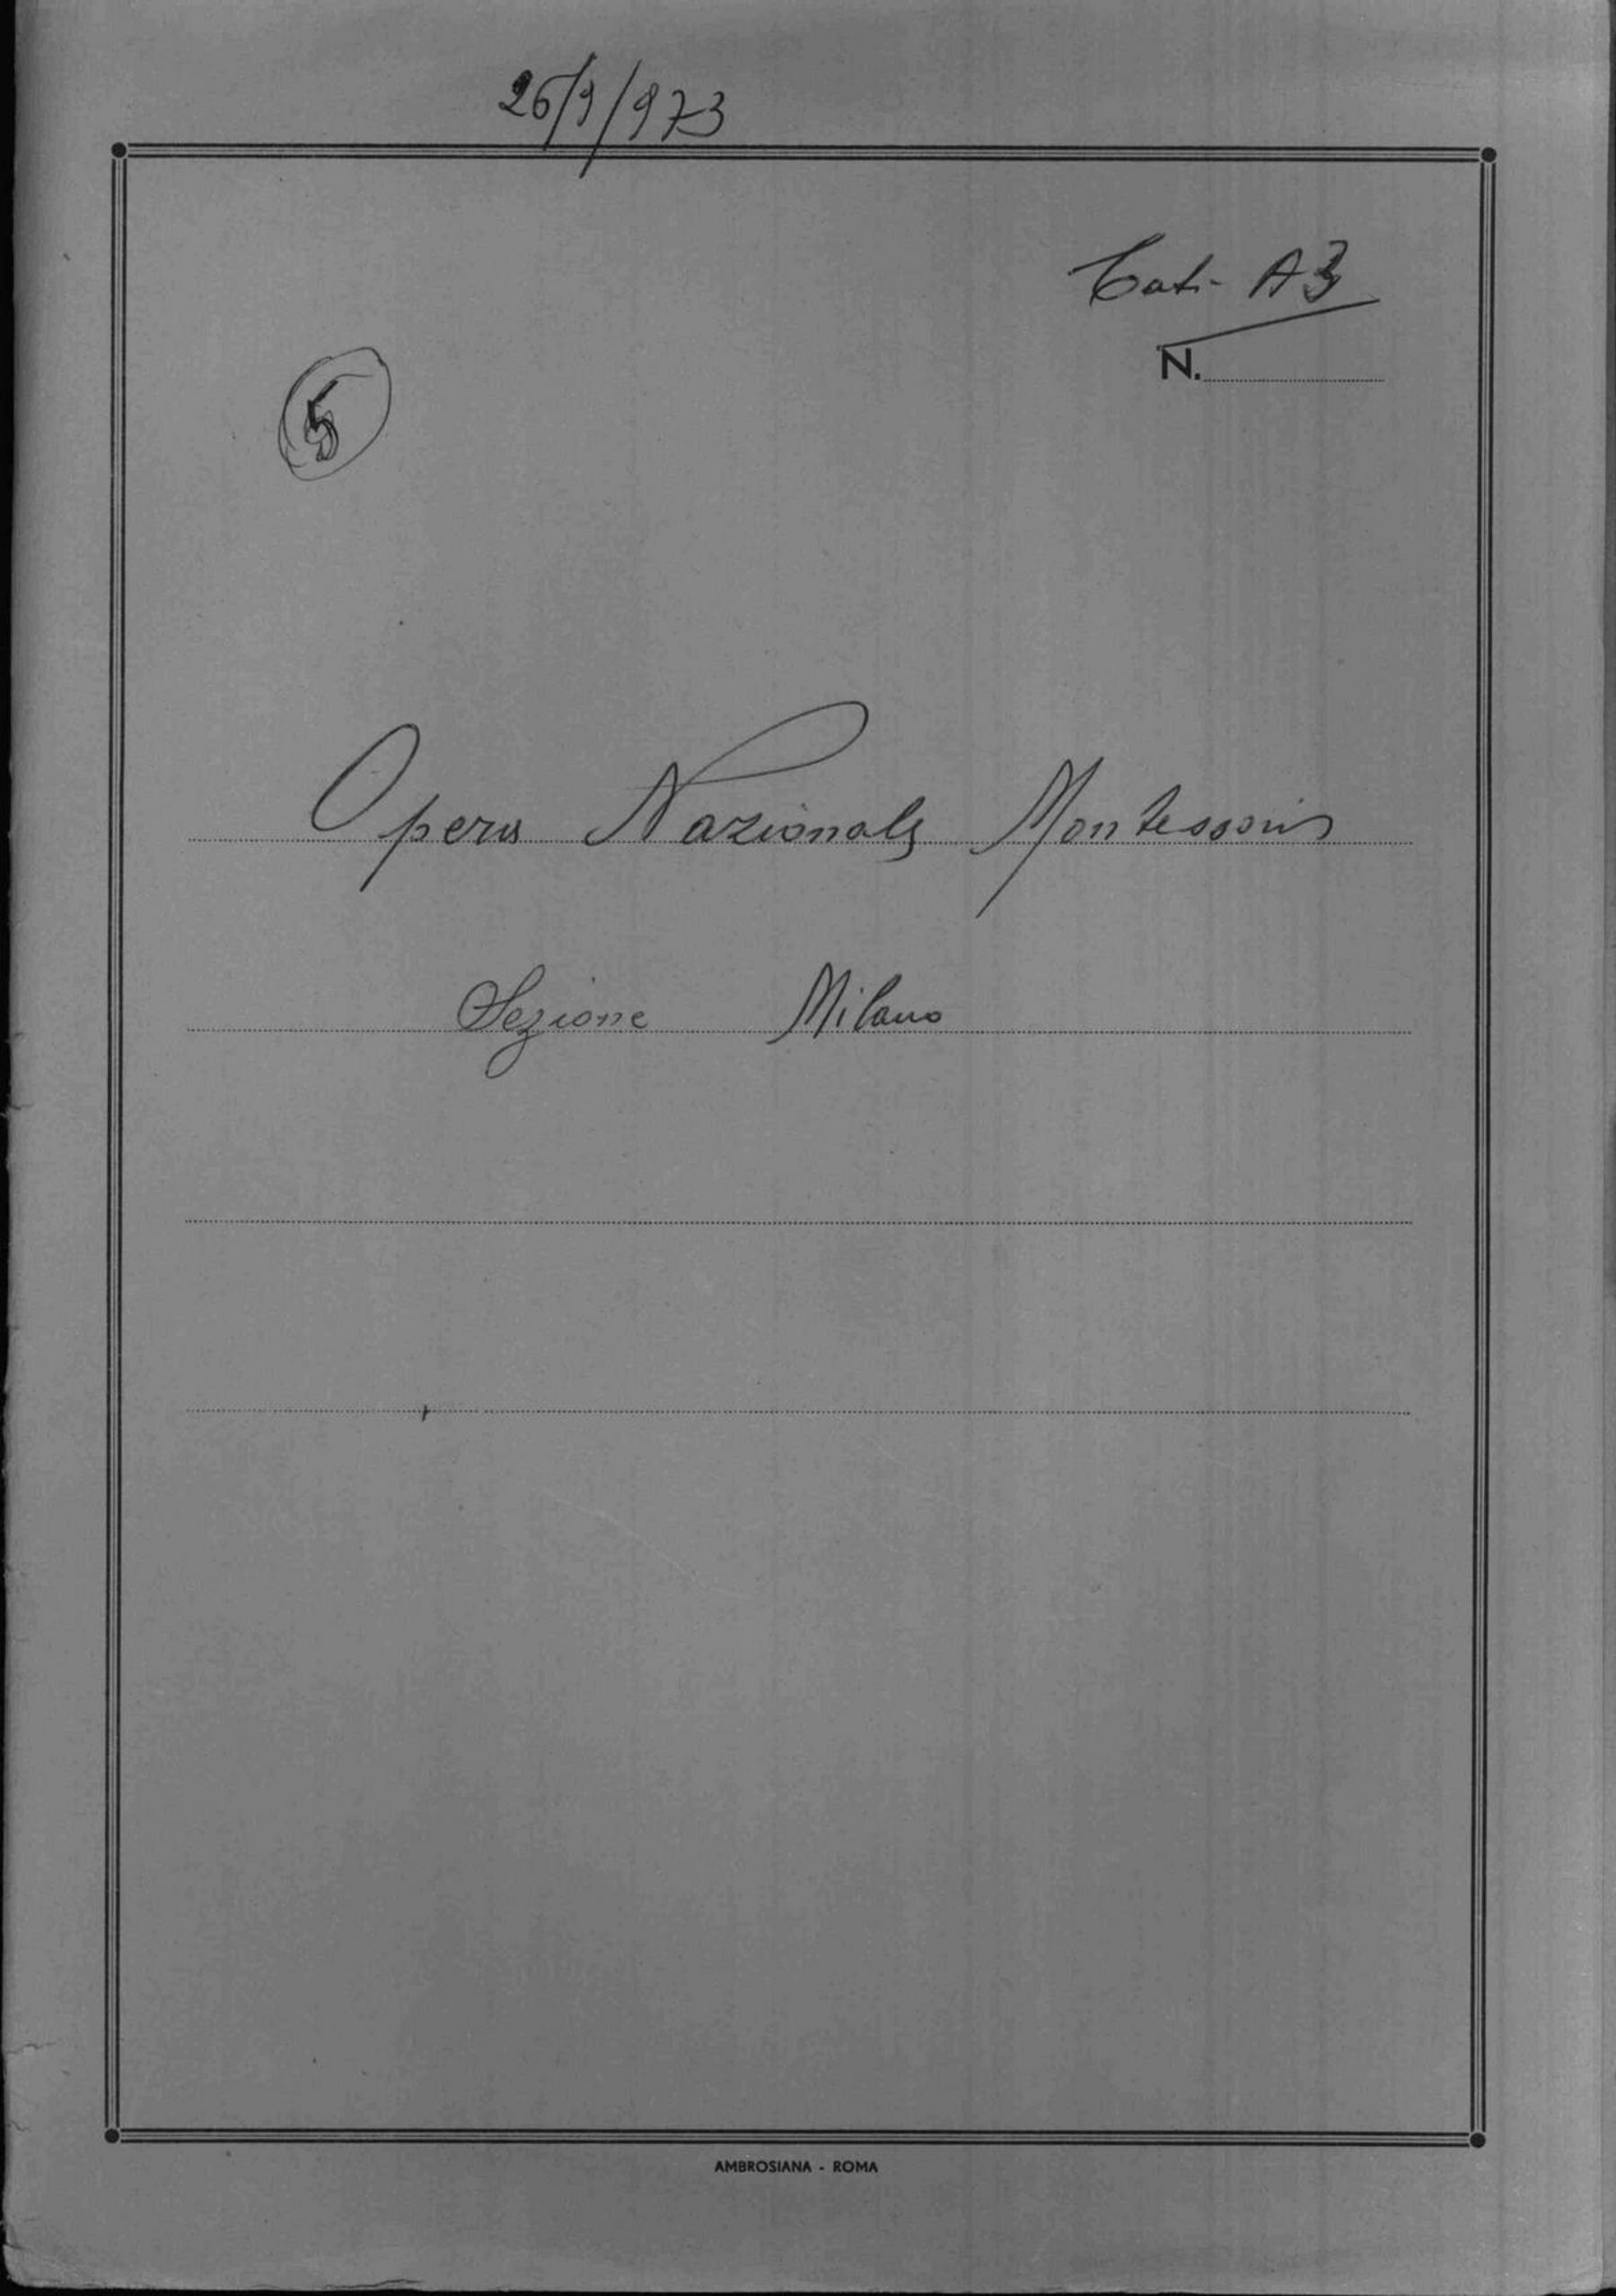 26/9/973
Cat. A3
N.
5
Opera Nazionale Montessori
Sezione Milano
AMBROSIANA - ROMA